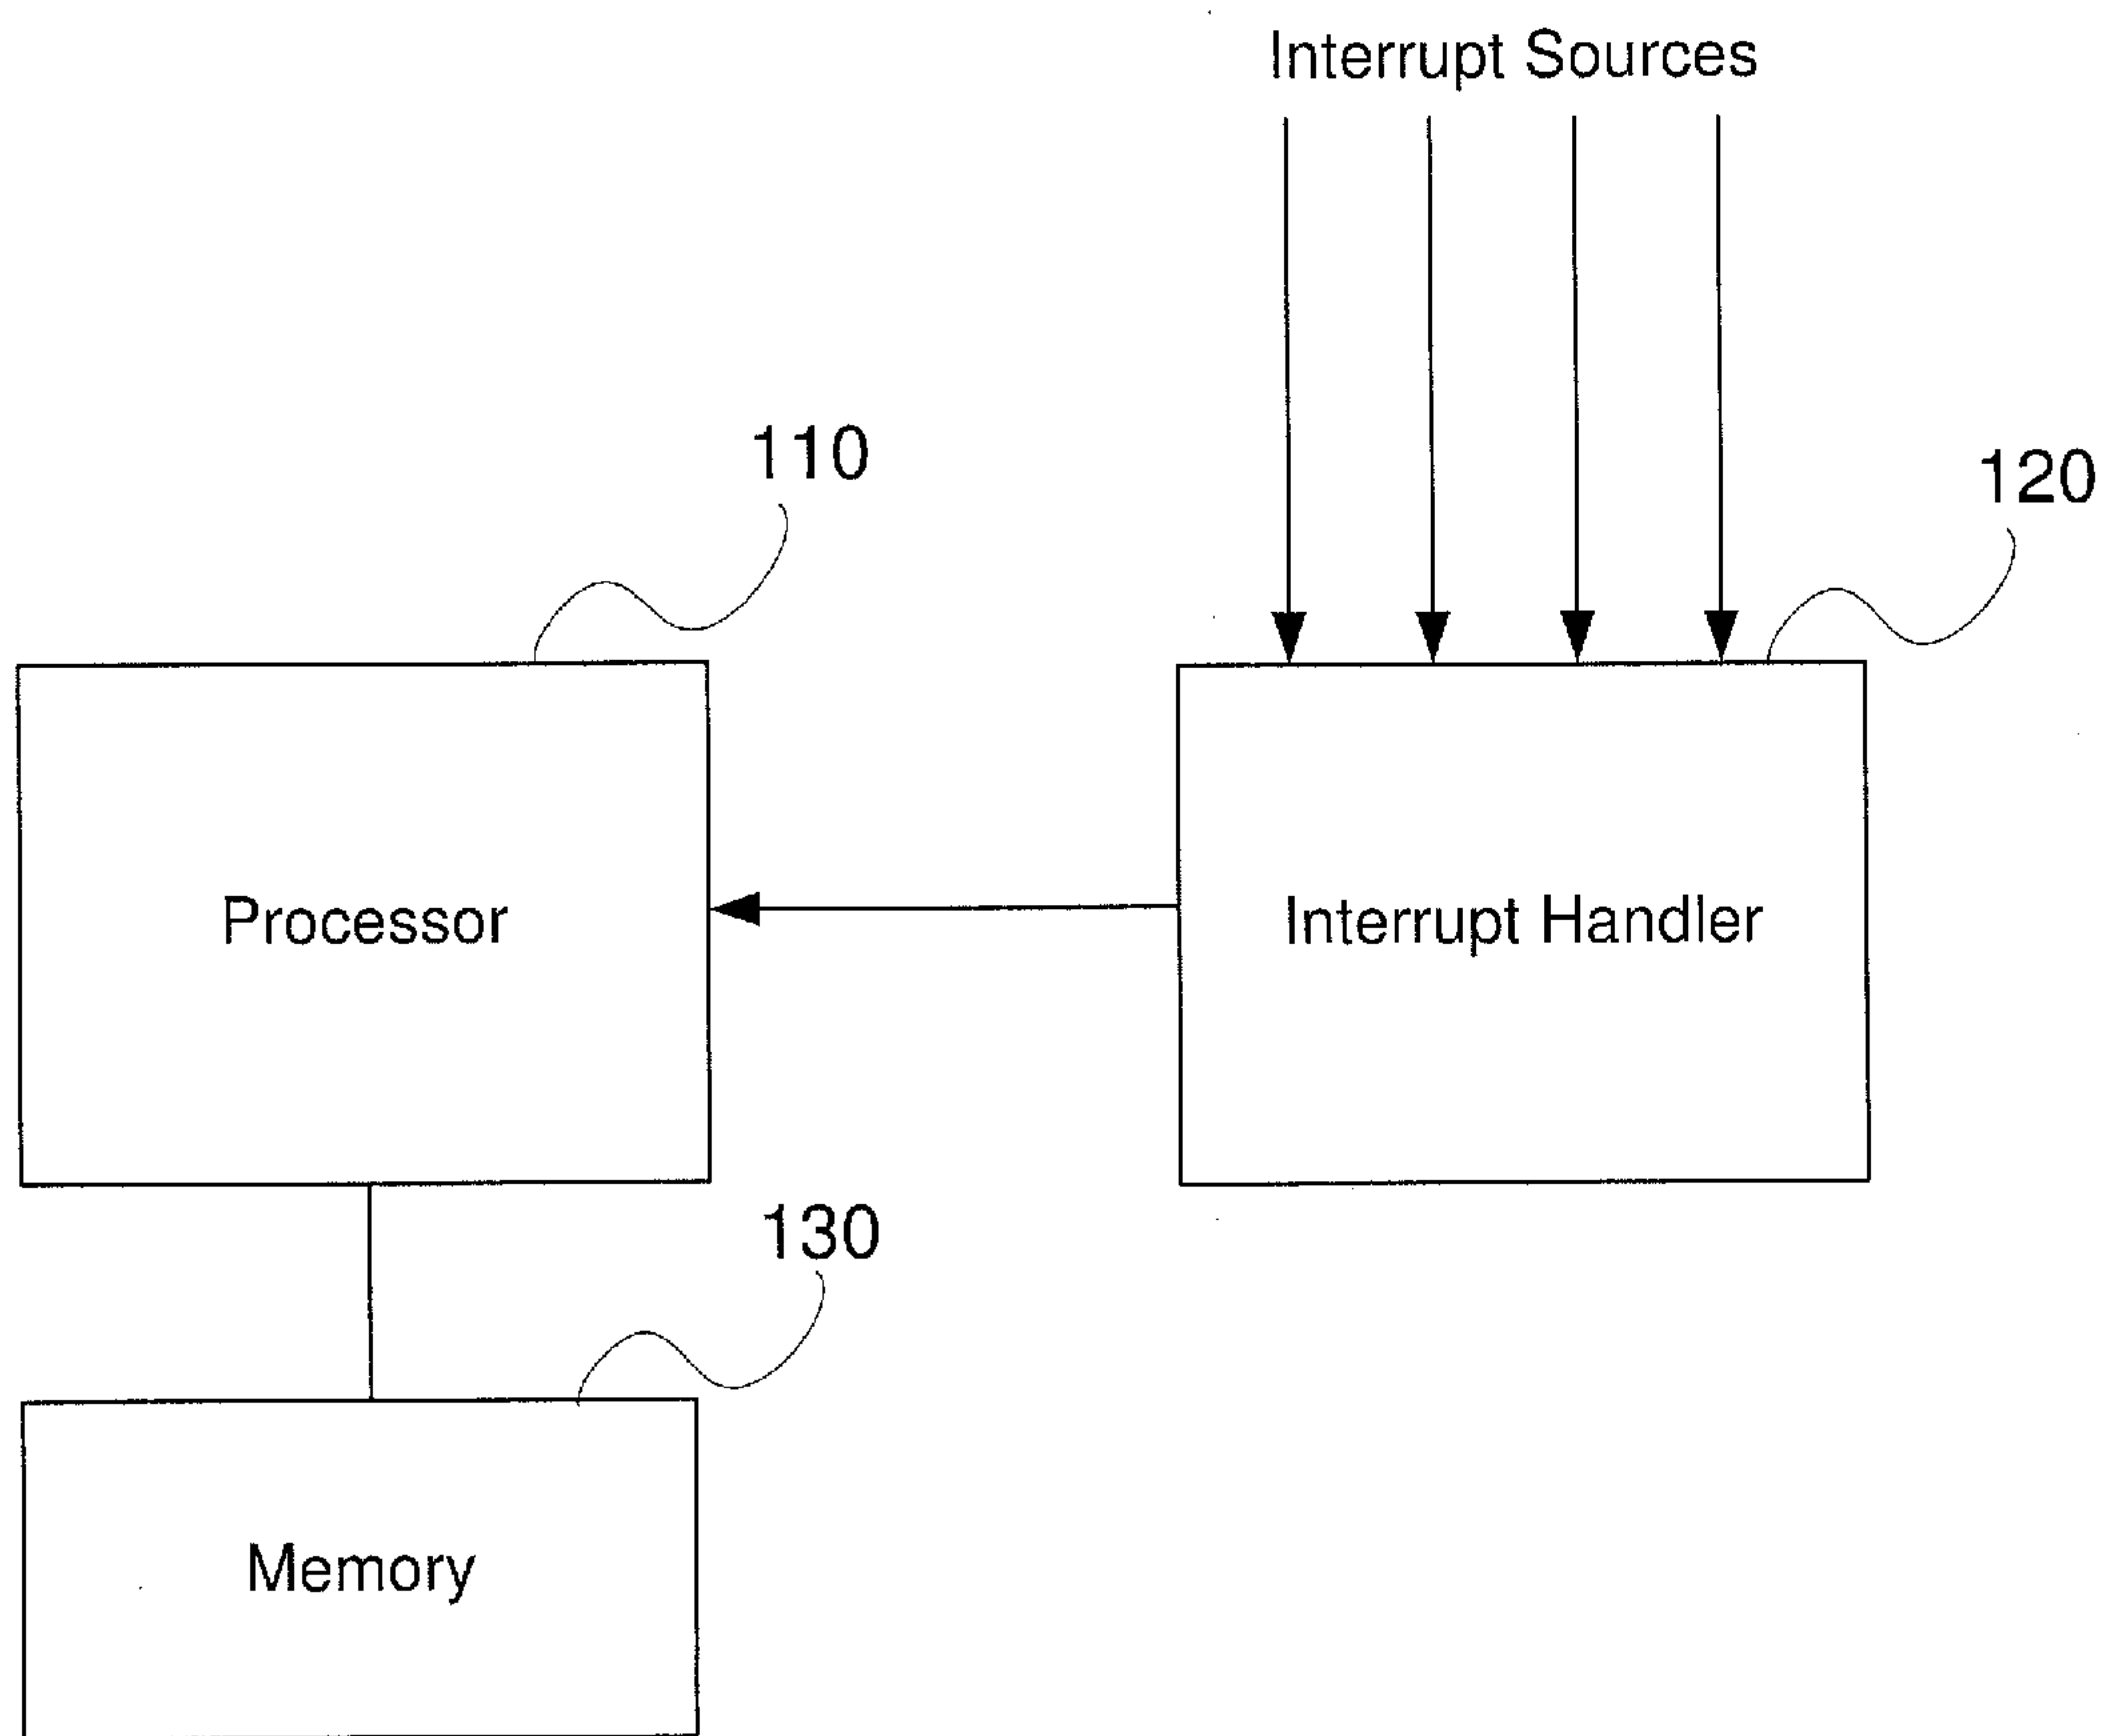 Interrupt Sources
110
120
Processor
Interrupt Handler
130
Memory